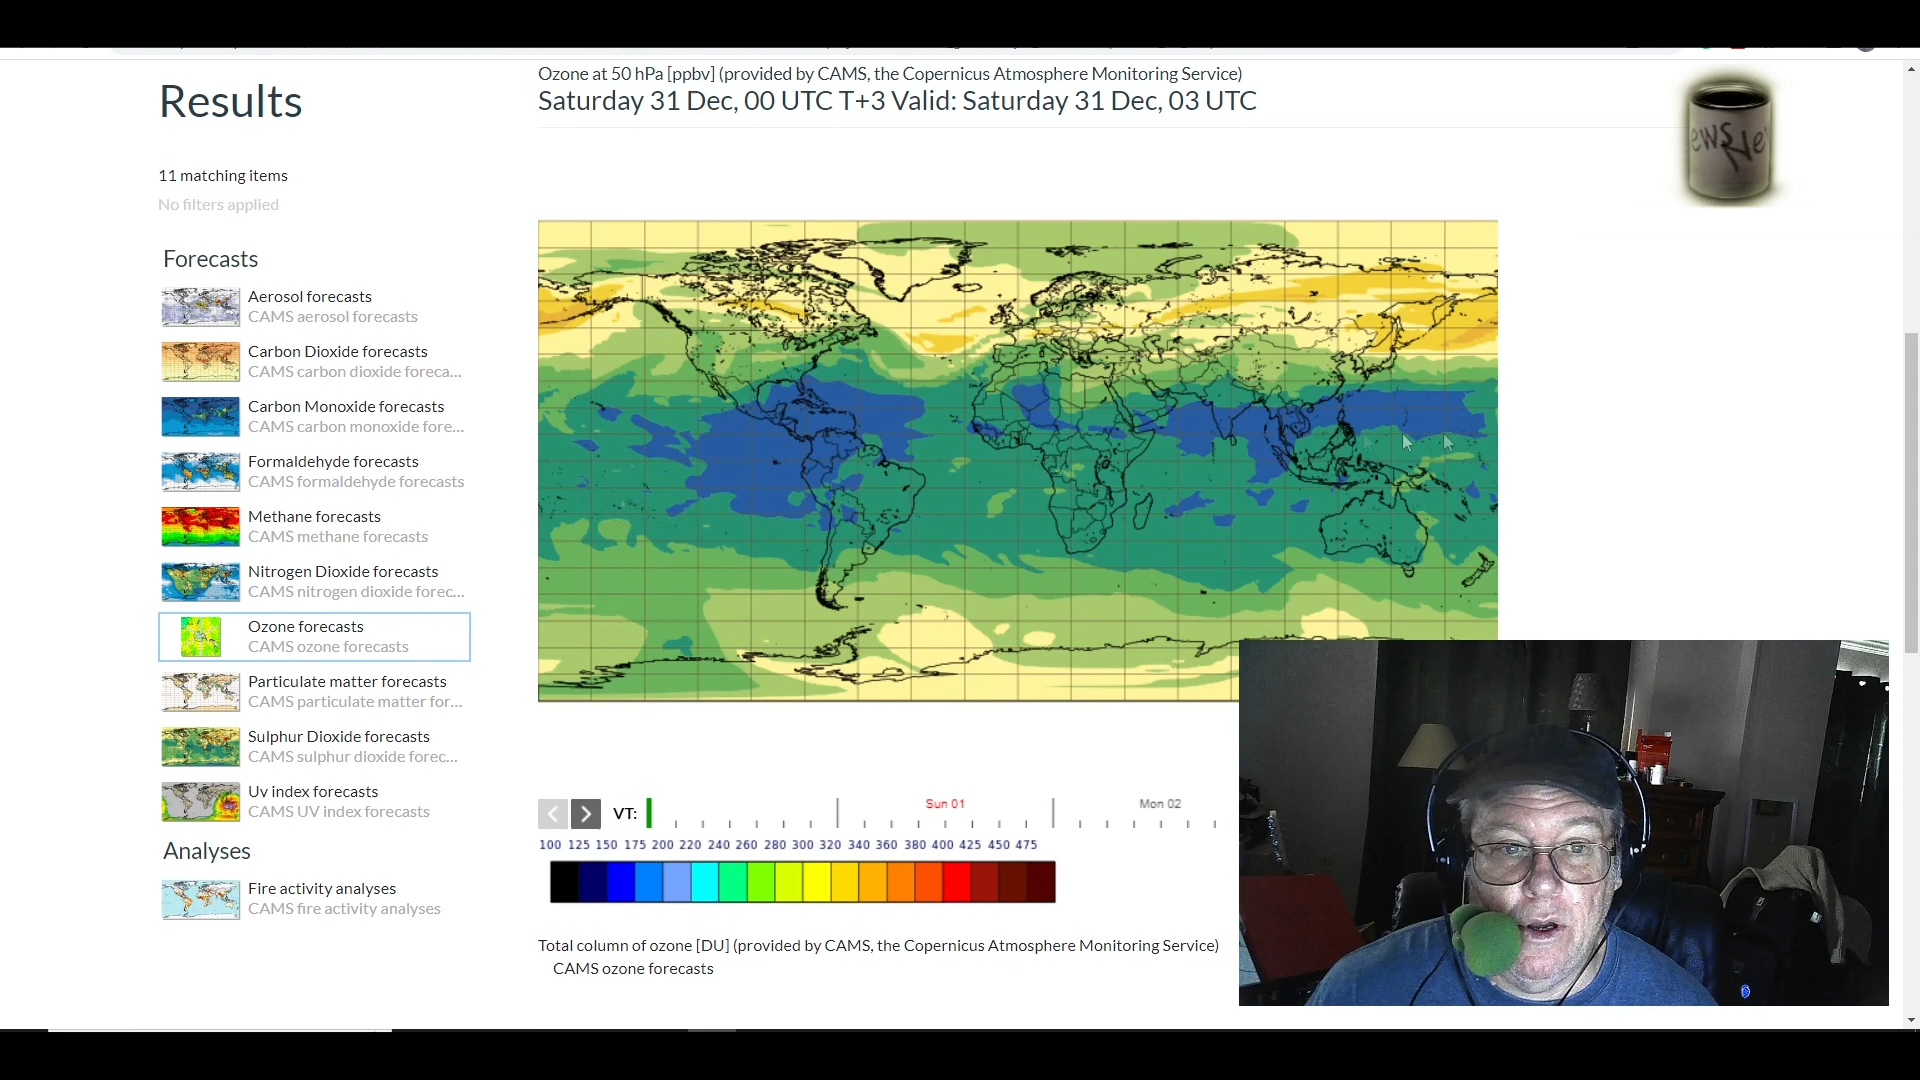 Results
11 matching items
No filters applied
Forecasts
Aerosol forecasts
CAMS aerosol forecasts
Carbon Dioxide forecasts
CAMS carbon dioxide foreca...
Carbon Monoxide forecasts
CAMS carbon monoxide fore...
Formaldehyde forecasts
CAMS formaldehyde forecasts
Methane forecasts
CAMS methane forecasts
Nitrogen Dioxide forecasts
CAMS nitrogen dioxide forec...
Ozone forecasts
CAMS ozone forecasts
Particulate matter forecasts
CAMS particulate matter for...
Sulphur Dioxide forecasts
CAMS sulphur dioxide forec...
Uv index forecasts
CAMS UV index forecasts
Analyses
Fire activity analyses
CAMS fire activity analyses
Ozone at 50 hPa [ppbv] (provided by CAMS, the Copernicus Atmosphere Monitoring Service)
Saturday 31 Dec, 00 UTC T+3 Valid: Saturday 31 Dec, 03 UTC
VT:
Sun 01
Mon 02
100 125 150 175 200 220 240 260 280 300 320 340 360 380 400 425 450 475
Total column of ozone [DU] (provided by CAMS, the Copernicus Atmosphere Monitoring Service)
CAMS ozone forecasts